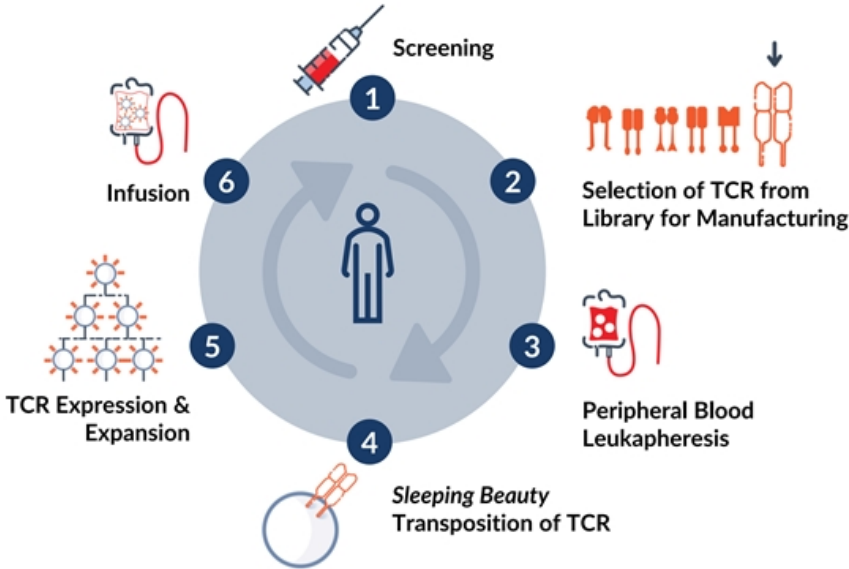 1
Screening
2
Selection of TCR from
Library for Manufacturing
3
Peripheral Blood
Leukapheresis
4
Sleeping Beauty
Transposition of TCR
5
TCR Expression &
Expansion
6
Infusion